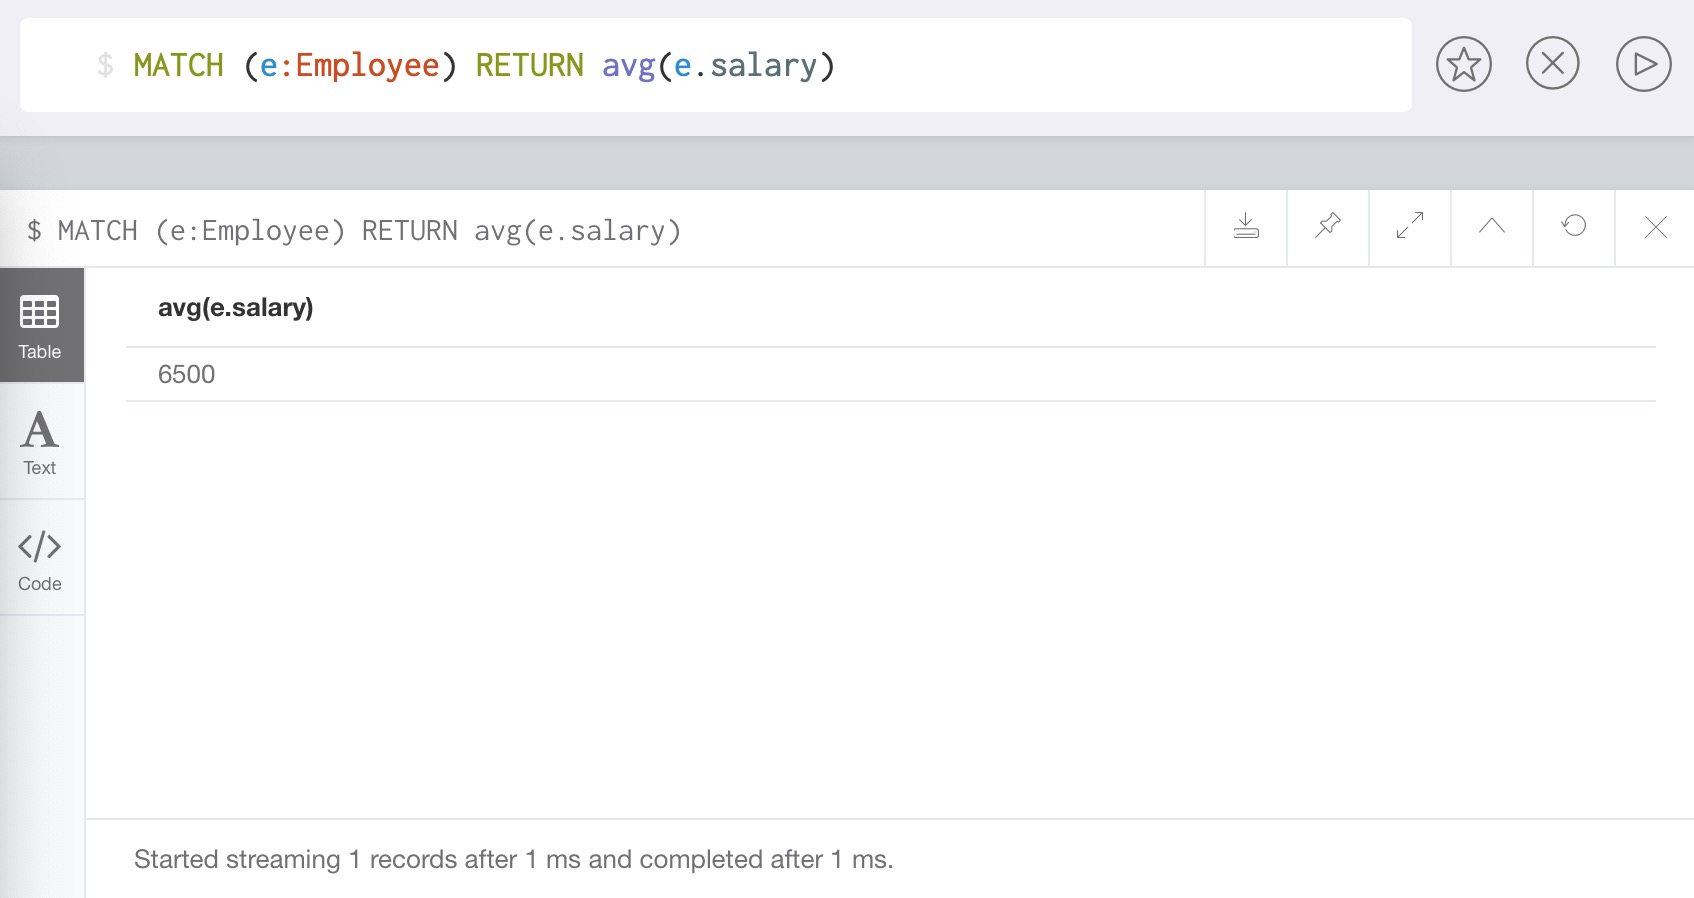 $ MATCH (e:Employee) RETURN avg(e.salary)
$ MATCH (e:Employee) RETURN avg(e.salary)
avg(e.salary)
6500
Table
A
Text
</>
Code
Started streaming 1 records after 1 ms and completed after 1 ms.